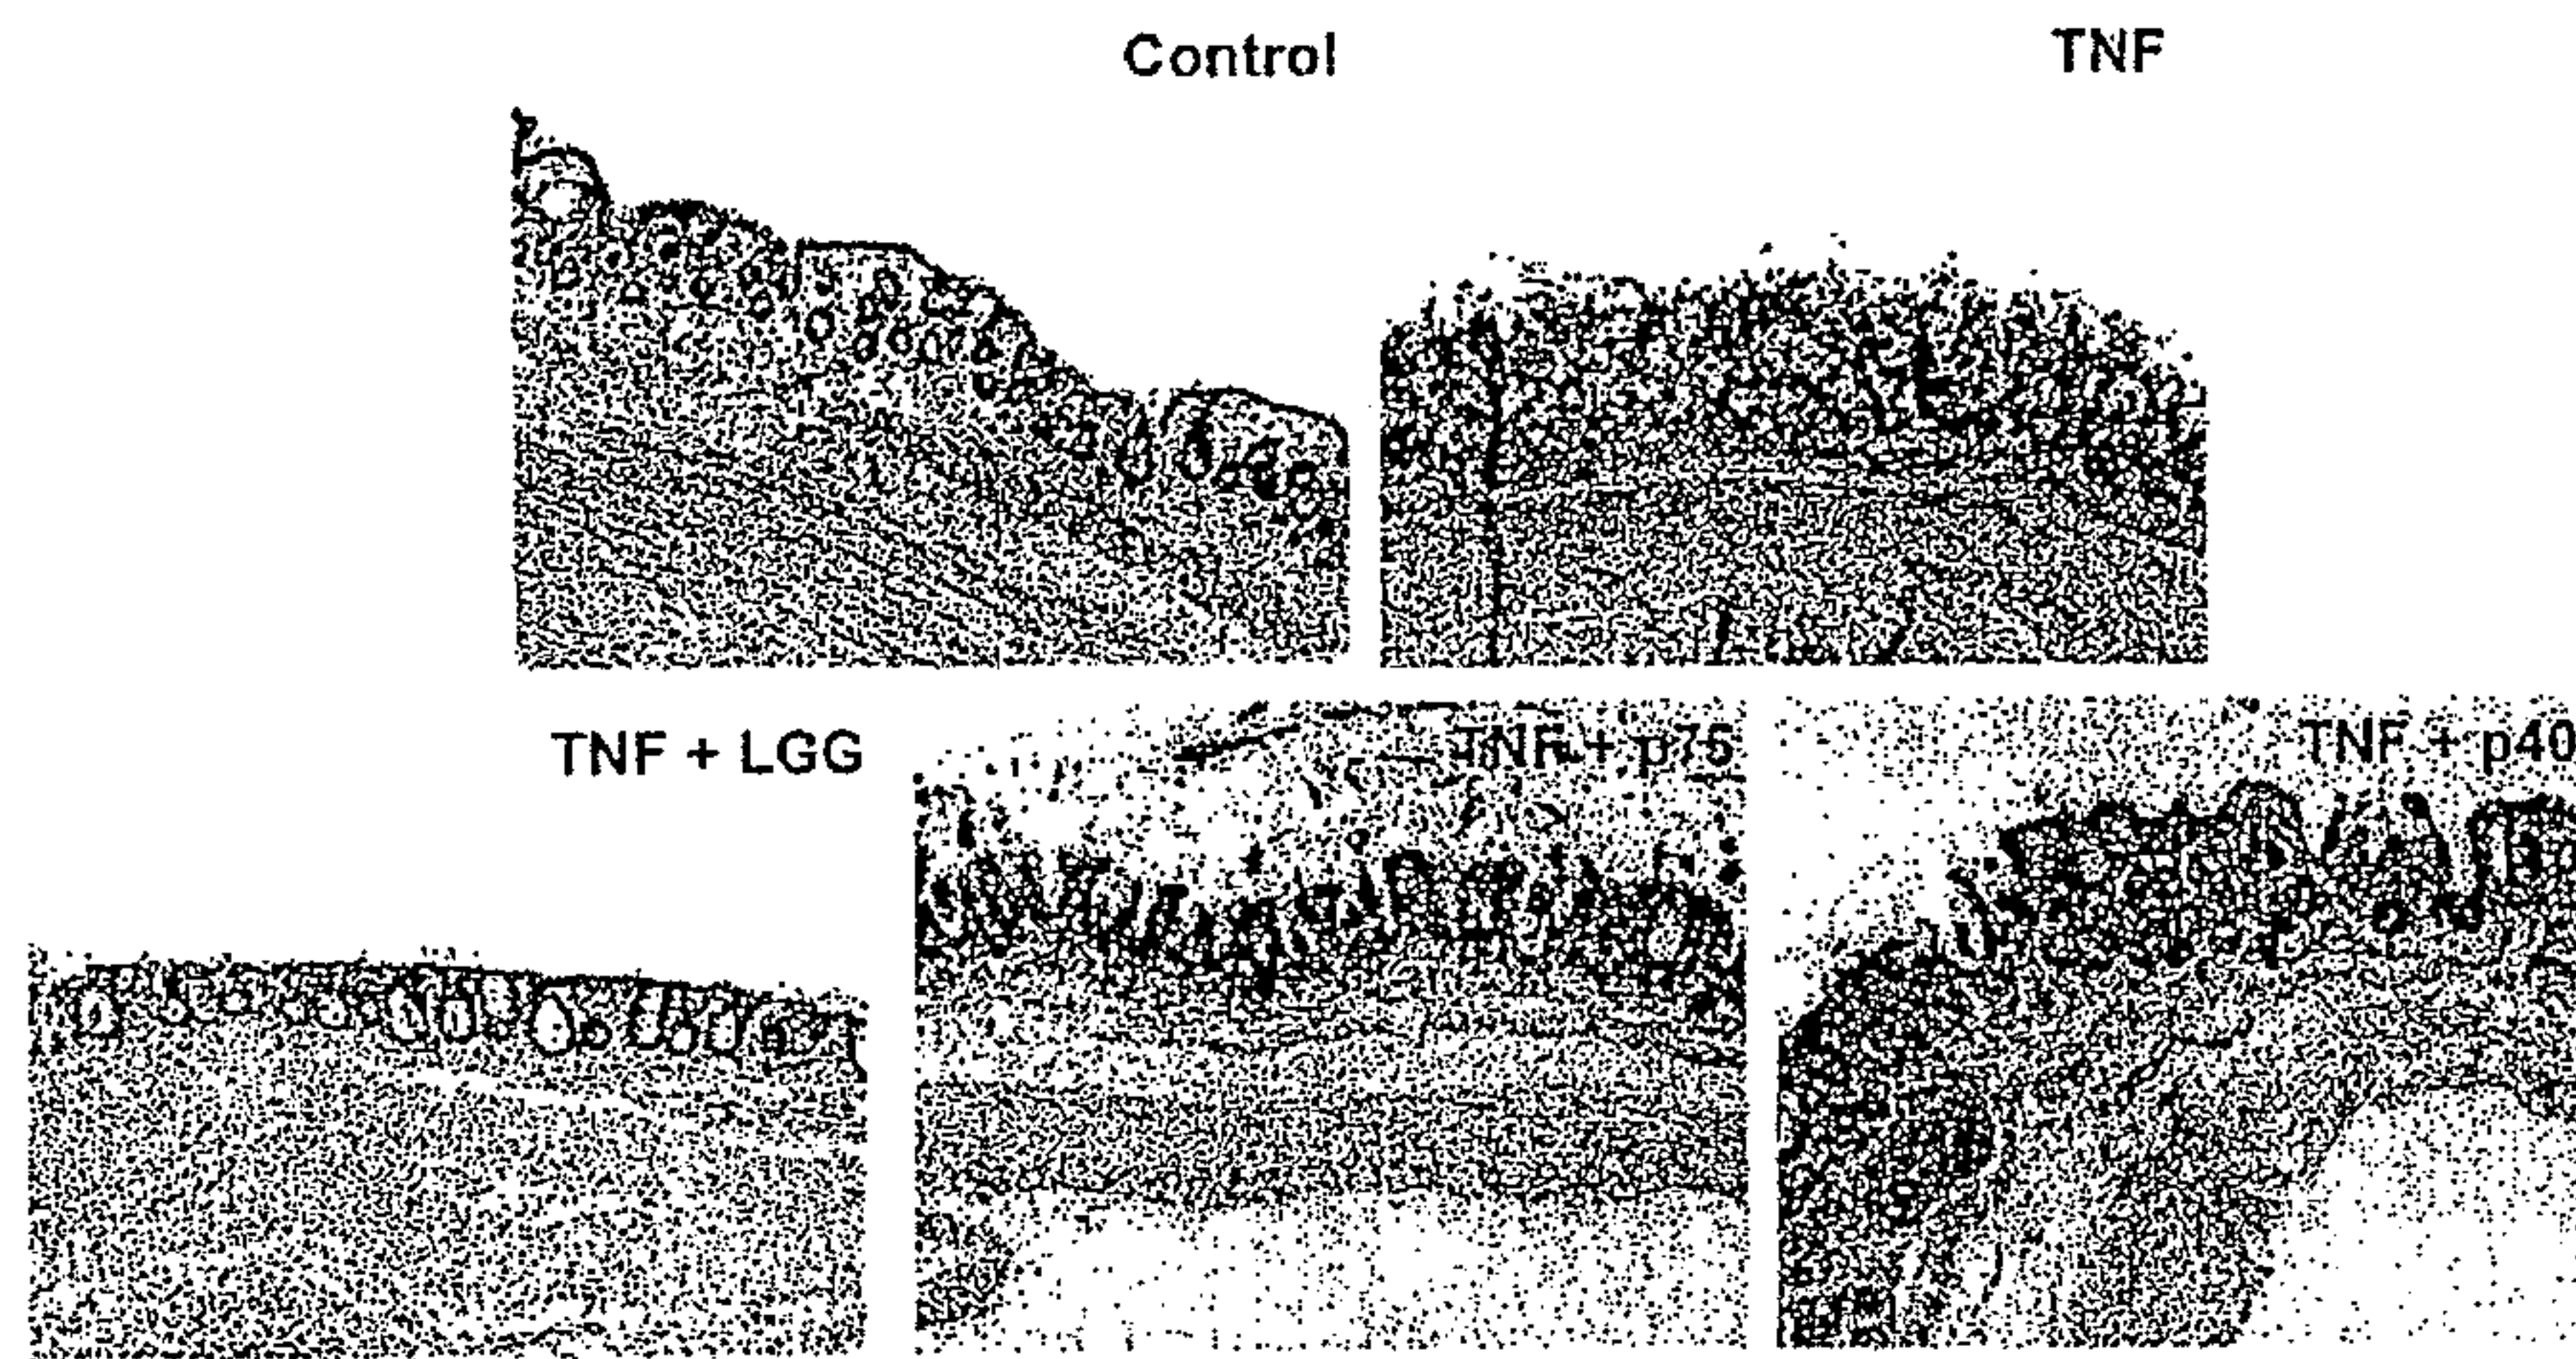 Control
TNF
TNF + LGG
TNF + p75
TNF + p40